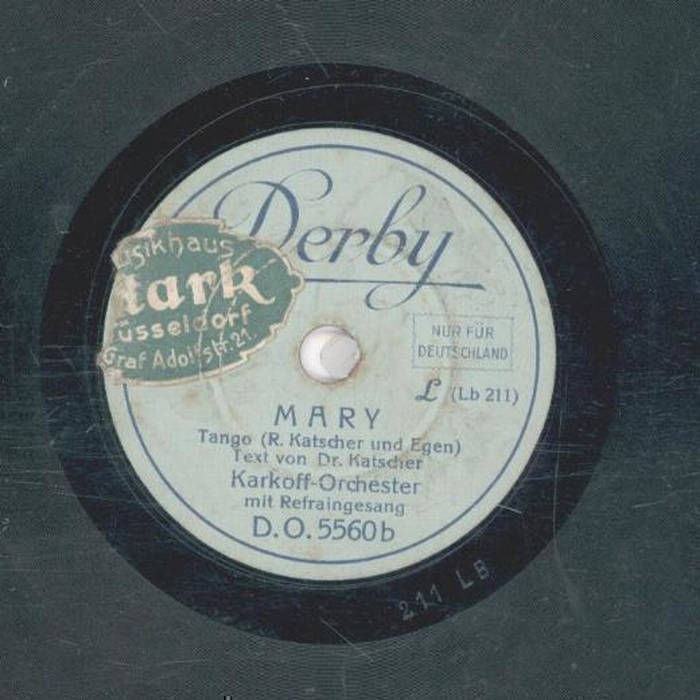 Derby
usikhaus
tark
üsseldorf
Graf Adolfstr. 21.
NUR FÜR
DEUTSCHLAND
L (Lb 211)
MARY
Tango (R. Katscher und Egen)
Text von Dr. Katscher
Karkoff-Orchester
mit Refraingesang
D.O. 5560b
211 LB